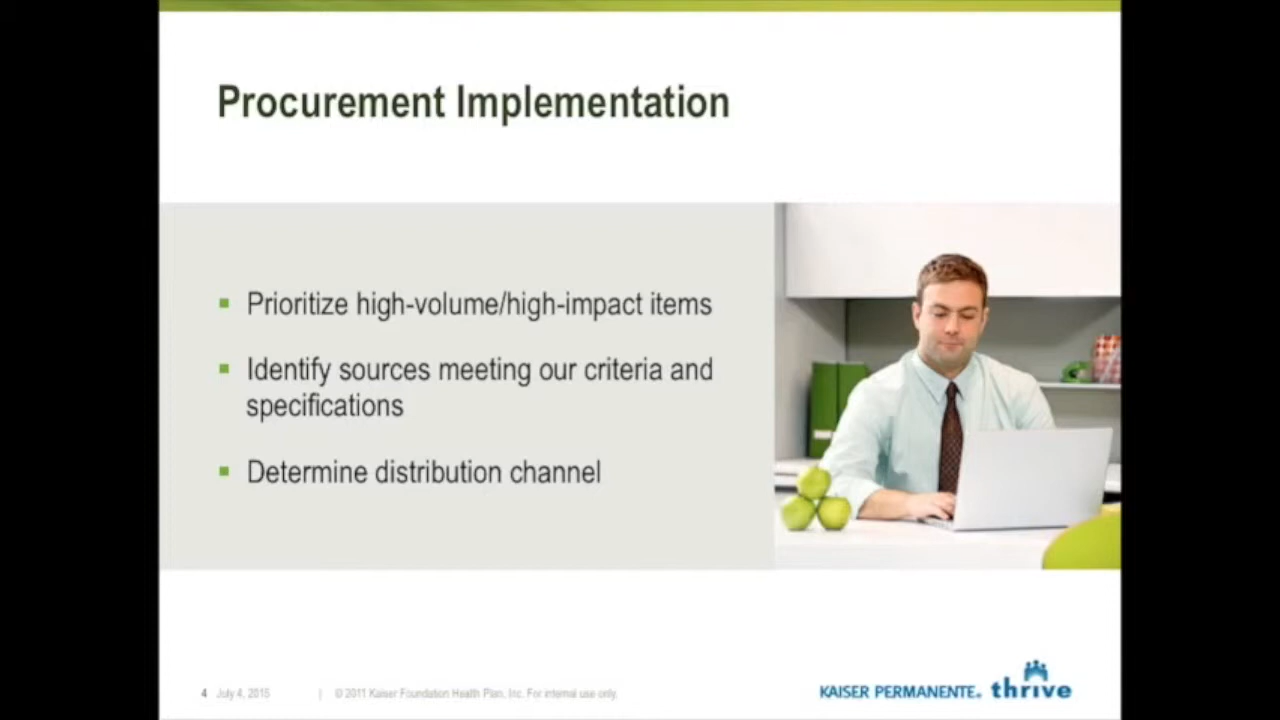 Procurement Implementation
Prioritize high-volume/high-impact items
Identify sources meeting our criteria and
specifications
Determine distribution channel
4 July 4, 2015 | © 2011 Kaiser Foundation Health Plan, Inc. For internal use only.
KAISER PERMANENTE® thrive